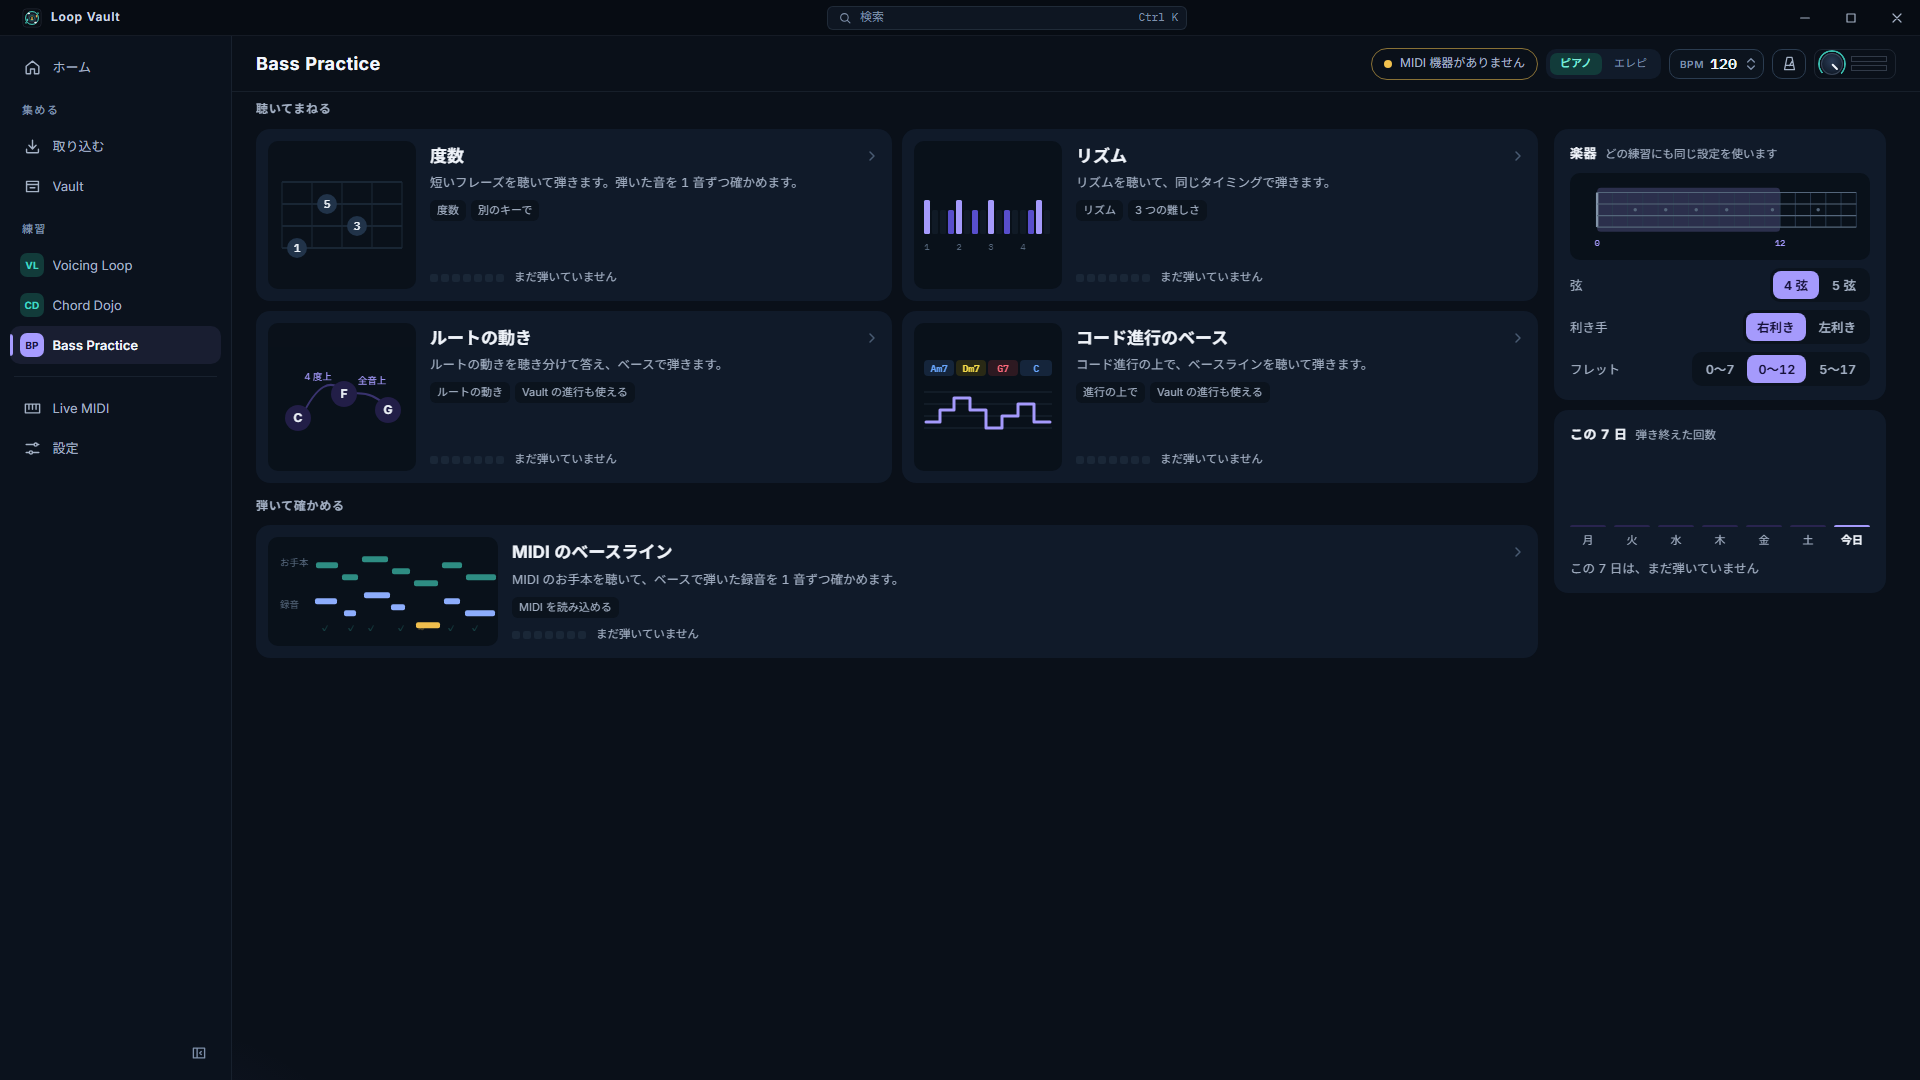 Loop Vault
検索
Ctrl K
ホーム
集める
取り込む
Vault
練習
VL
Voicing Loop
CD
Chord Dojo
BP
Bass Practice
Live MIDI
設定
Bass Practice
MIDI 機器がありません
ピアノ
エレピ
BPM 120
聴いてまねる
5
3
1
度数
短いフレーズを聴いて弾きます。弾いた音を 1 音ずつ確かめます。
度数
別のキーで
まだ弾いていません
1 2 3 4
リズム
リズムを聴いて、同じタイミングで弾きます。
リズム
3 つの難しさ
まだ弾いていません
4 度上
全音上
C
F
G
ルートの動き
ルートの動きを聴き分けて答え、ベースで弾きます。
ルートの動き
Vault の進行も使える
まだ弾いていません
Am7
Dm7
G7
C
コード進行のベース
コード進行の上で、ベースラインを聴いて弾きます。
進行の上で
Vault の進行も使える
まだ弾いていません
弾いて確かめる
お手本
録音
MIDI のベースライン
MIDI のお手本を聴いて、ベースで弾いた録音を 1 音ずつ確かめます。
MIDI を読み込める
まだ弾いていません
楽器
どの練習にも同じ設定を使います
0
12
弦
4 弦
5 弦
利き手
右利き
左利き
フレット
0〜7
0〜12
5〜17
この 7 日
弾き終えた回数
月 火 水 木 金 土 今日
この 7 日は、まだ弾いていません